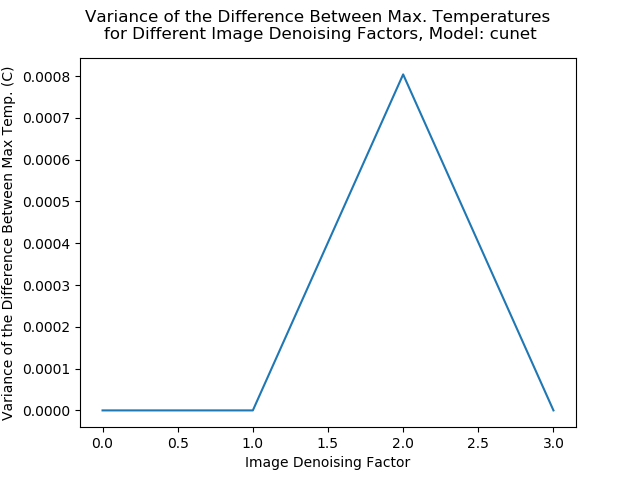 Variance of the Difference Between Max. Temperatures
for Different Image Denoising Factors, Model: cunet
Variance of the Difference Between Max Temp. (C)
0.0008
0.0007
0.0006
0.0005
0.0004
0.0003
0.0002
0.0001
0.0000
0.0 0.5 1.0 1.5 2.0 2.5 3.0
Image Denoising Factor